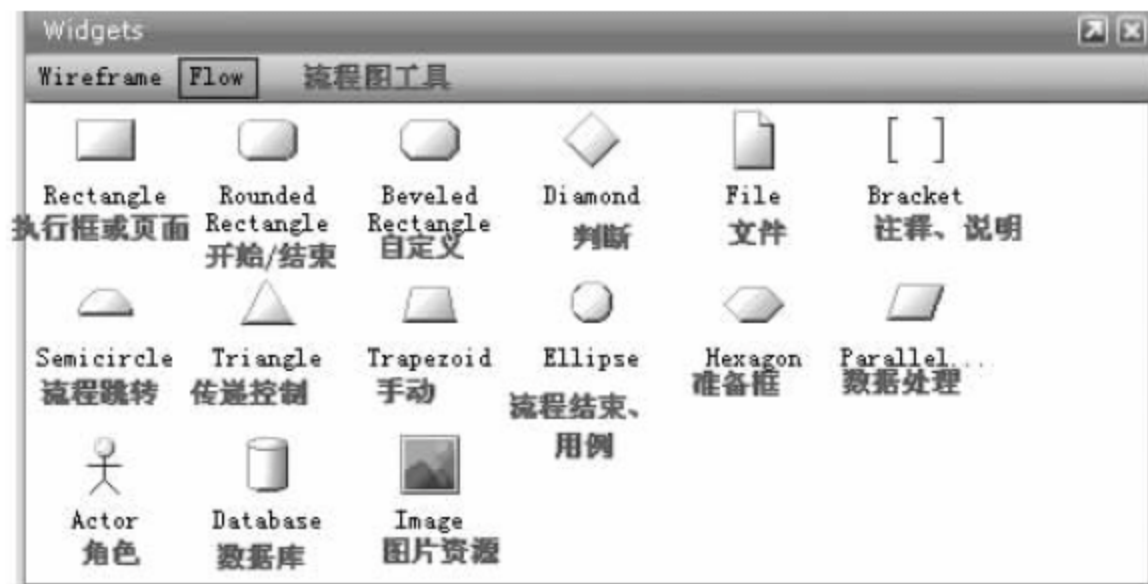 Widgets
Wireframe Flow 流程图工具
Rectangle Rounded Beveled Diamond File Bracket
执行框或页面 Rectangle Rectangle 判断 文件 注释、说明
开始/结束 自定义
Semicircle Triangle Trapezoid Ellipse Hexagon Parallel...
流程跳转 传递控制 手动 流程结束、 准备框 数据处理
用例
Actor Database Image
角色 数据库 图片资源